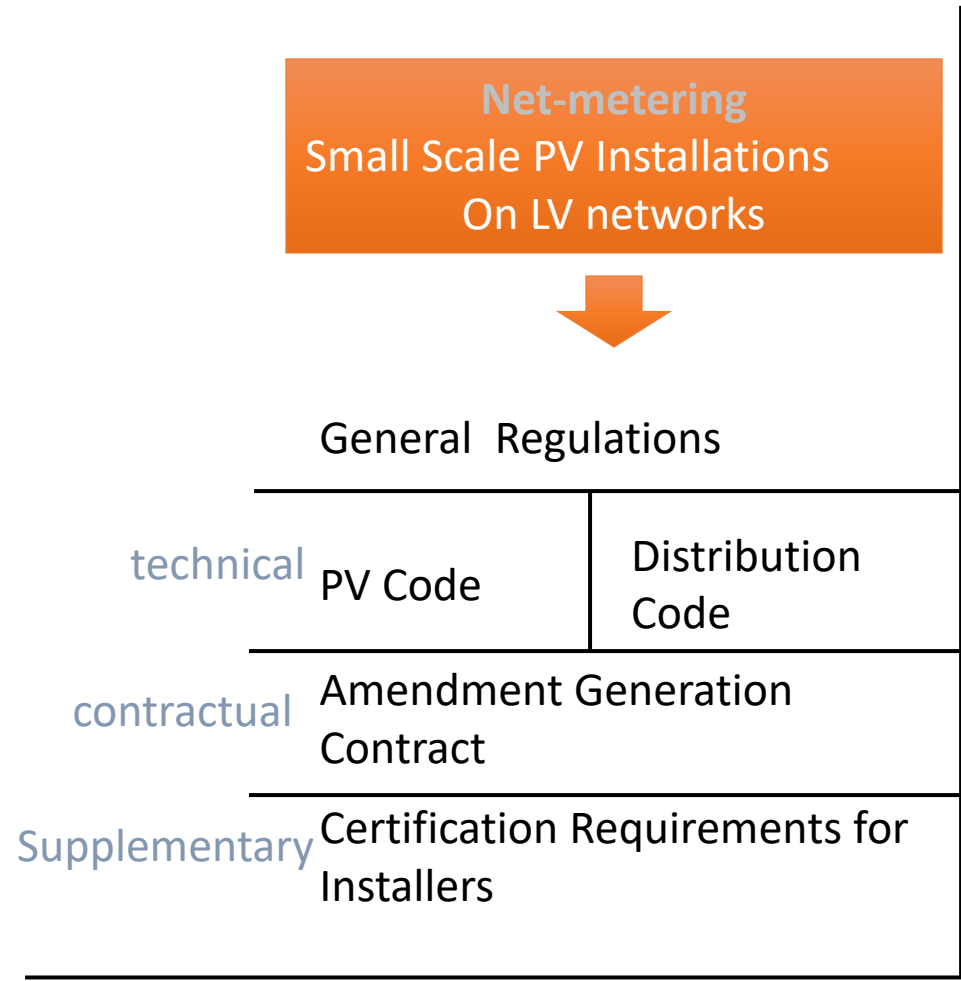 Net-metering
Small Scale PV Installations
On LV networks
General Regulations
technical
PV Code
Distribution
Code
contractual
Amendment Generation
Contract
Supplementary
Certification Requirements for
Installers